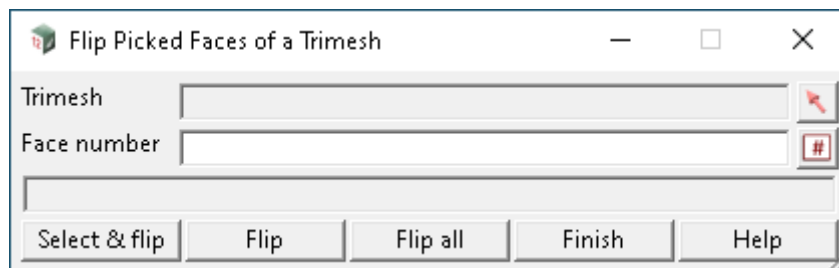 Flip Picked Faces of a Trimesh
Trimesh
Face number #
Select & flip Flip Flip all Finish Help